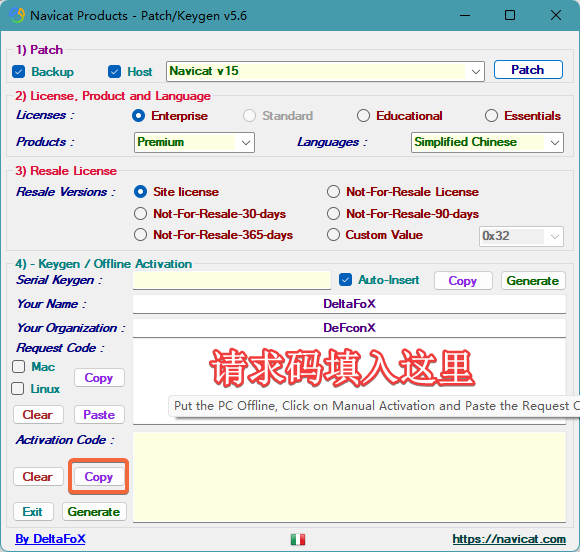 Navicat Products - Patch/Keygen v5.6
1) Patch
Backup Host Navicat v15 Patch
2) License, Product and Language
Licenses : Enterprise Standard Educational Essentials
Products : Premium Languages : Simplified Chinese
3) Resale License
Resale Versions : Site license Not-For-Resale License
Not-For-Resale-30-days Not-For-Resale-90-days
Not-For-Resale-365-days Custom Value 0x32
4) - Keygen / Offline Activation
Serial Keygen : Auto-Insert Copy Generate
Your Name : DeltaFoX
Your Organization : DeFconX
Request Code : 请求码填入这里
Mac
Copy
Linux
Put the PC Offline, Click on Manual Activation and Paste the Request C
Clear Paste
Activation Code :
Clear Copy
Exit Generate
By DeltaFoX https://navicat.com